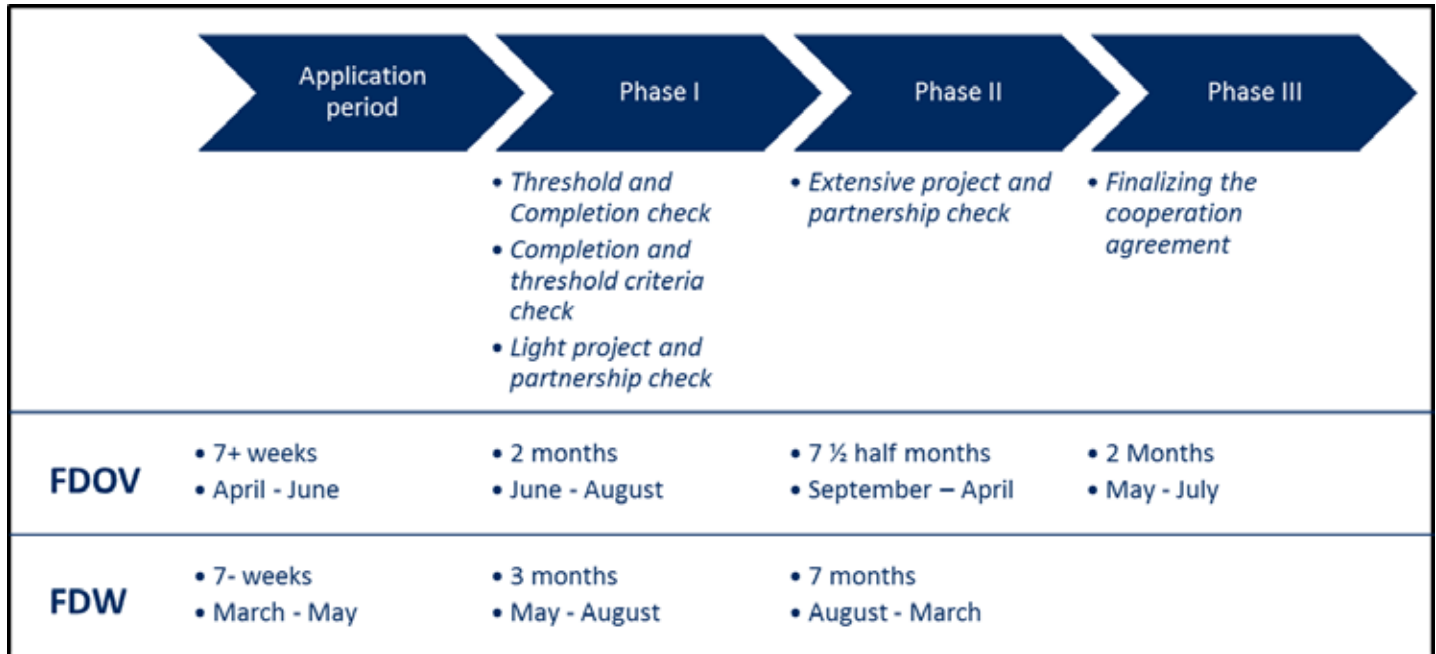 Application
period
Phase I
Phase II
Phase III
• Threshold and
Completion check
• Completion and
threshold criteria
check
• Light project and
partnership check
• Extensive project and
partnership check
• Finalizing the
cooperation
agreement
FDOV
• 7+ weeks
• April - June
• 2 months
• June - August
• 7 ½ half months
• September – April
• 2 Months
• May - July
FDW
• 7- weeks
• March - May
• 3 months
• May - August
• 7 months
• August - March